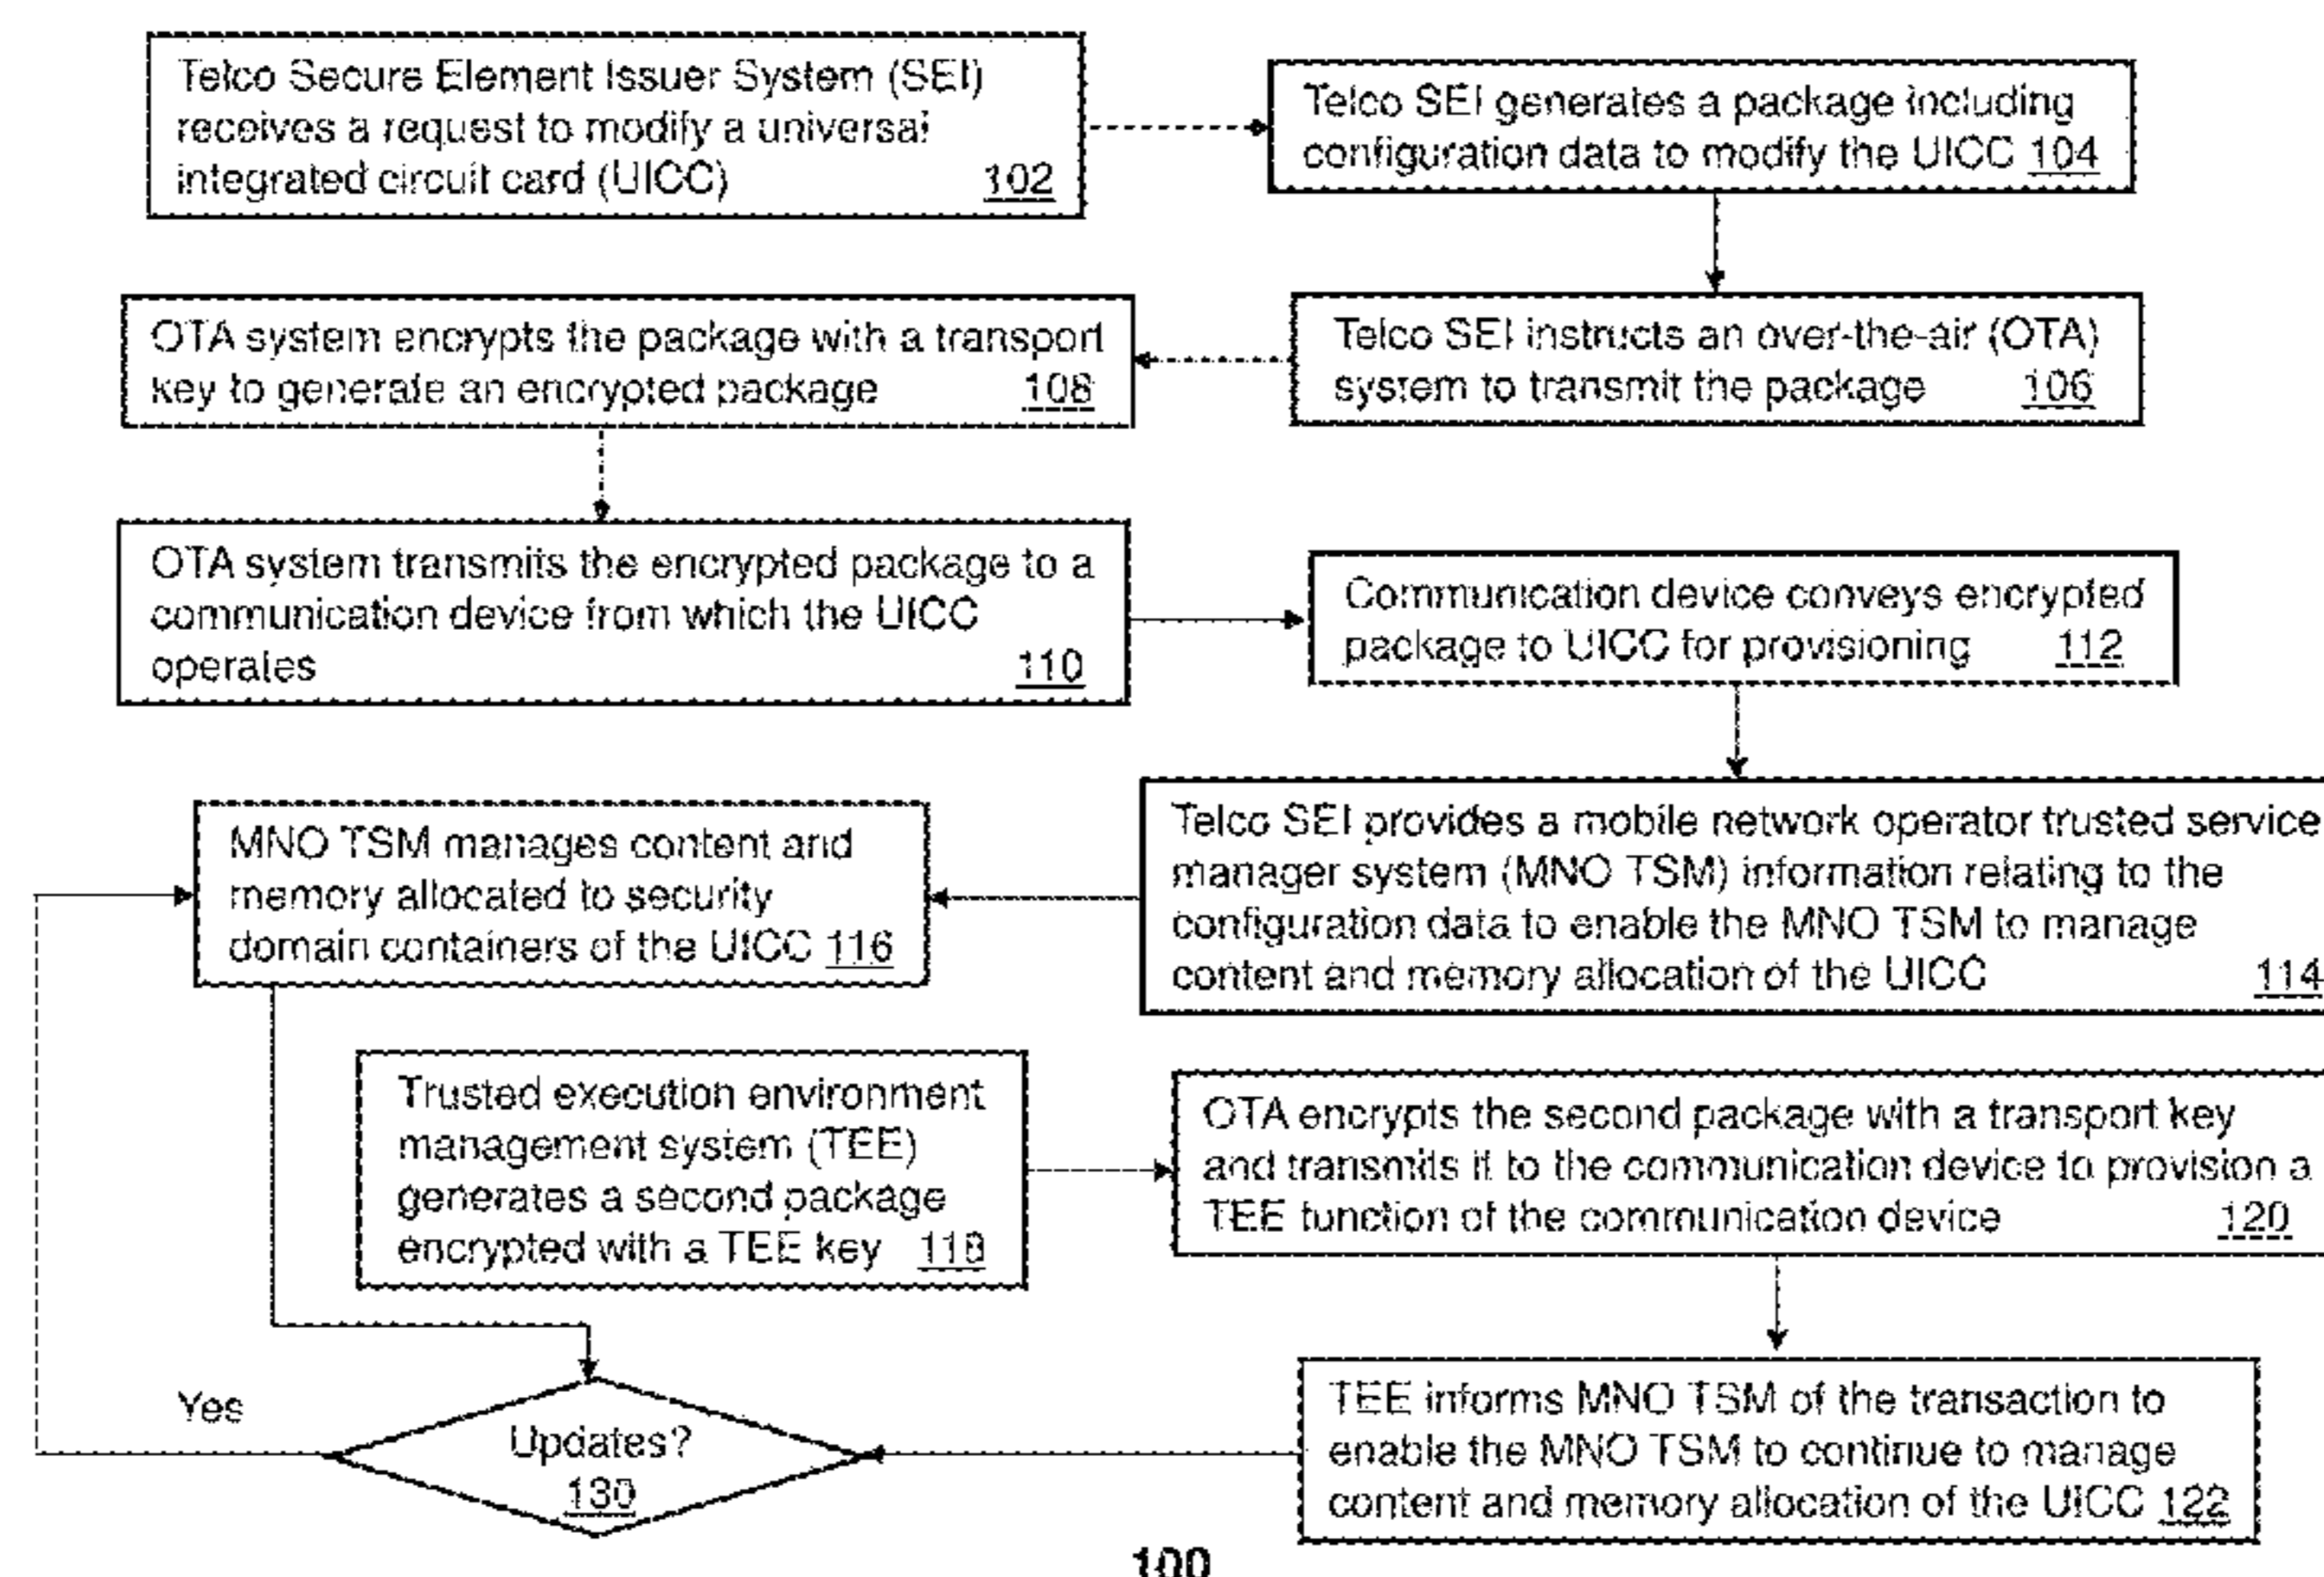 Telco Secure Element Issuer System (SEI)
receives a request to modify a universal
integrated circuit card (UICC) 102
Telco SEI generates a package including
configuration data to modify the UICC 104
Telco SEI instructs an over-the-air (OTA)
system to transmit the package 106
OTA system encrypts the package with a transport
key to generate an encrypted package 108
OTA system transmits the encrypted package to a
communication device from which the UICC
operates 110
Communication device conveys encrypted
package to UICC for provisioning 112
Telco SEI provides a mobile network operator trusted service
manager system (MNO TSM) information relating to the
configuration data to enable the MNO TSM to manage
content and memory allocation of the UICC 114
MNO TSM manages content and
memory allocated to security
domain containers of the UICC 116
Trusted execution environment
management system (TEE)
generates a second package
encrypted with a TEE key 118
OTA encrypts the second package with a transport key
and transmits it to the communication device to provision a
TEE function of the communication device 120
TEE informs MNO TSM of the transaction to
enable the MNO TSM to continue to manage
content and memory allocation of the UICC 122
Yes
Updates?
130
100